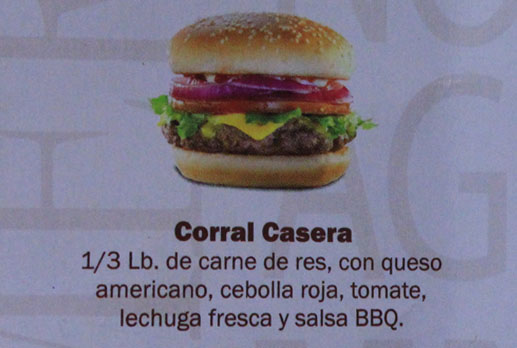 Corral Casera
1/3 Lb. de carne de res, con queso
americano, cebolla roja, tomate,
lechuga fresca y salsa BBQ.